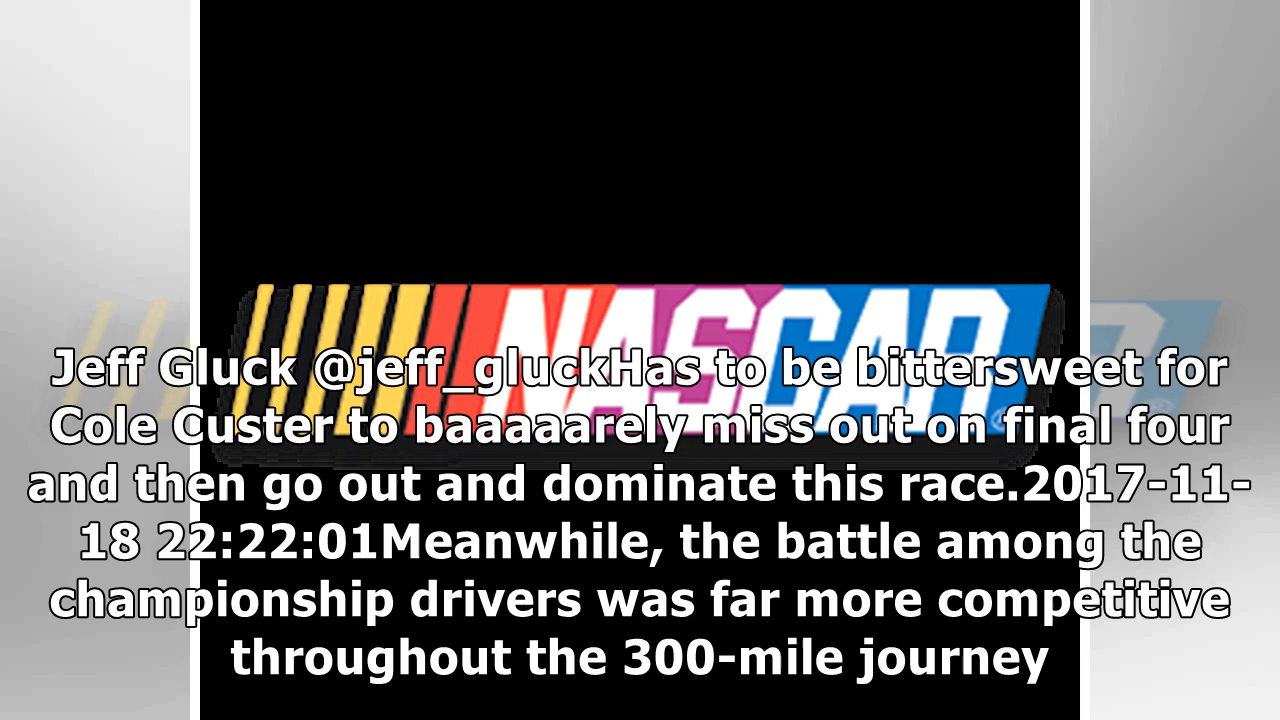 NASCAR
Jeff Gluck @jeff_gluckHas to be bittersweet for
Cole Custer to baaaaarely miss out on final four
and then go out and dominate this race.2017-11-
18 22:22:01Meanwhile, the battle among the
championship drivers was far more competitive
throughout the 300-mile journey